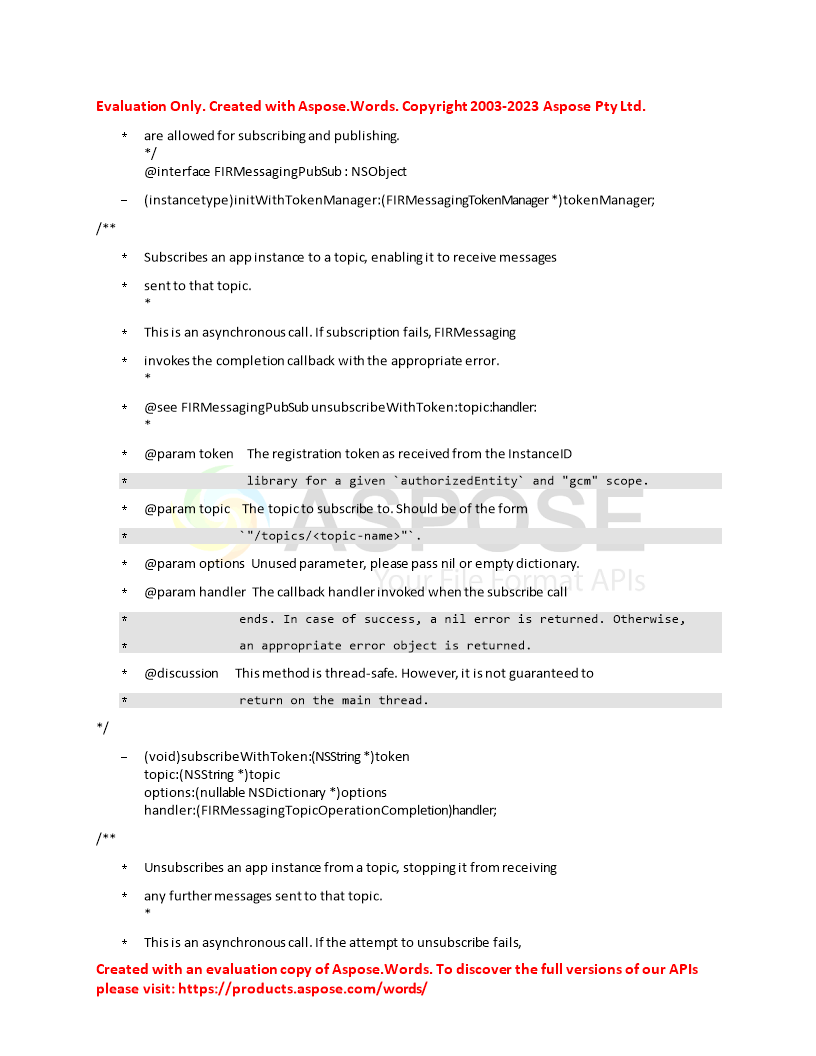 Evaluation Only. Created with Aspose.Words. Copyright 2003-2023 Aspose Pty Ltd.
* are allowed for subscribing and publishing.
*/
@interface FIRMessagingPubSub : NSObject
– (instancetype)initWithTokenManager:(FIRMessagingTokenManager *)tokenManager;
/**
* Subscribes an app instance to a topic, enabling it to receive messages
* sent to that topic.
*
* This is an asynchronous call. If subscription fails, FIRMessaging
* invokes the completion callback with the appropriate error.
*
* @see FIRMessagingPubSub unsubscribeWithToken:topic:handler:
*
* @param token The registration token as received from the InstanceID
* library for a given `authorizedEntity` and "gcm" scope.
* @param topic The topic to subscribe to. Should be of the form
* `"/topics/<topic-name>"`.
* @param options Unused parameter, please pass nil or empty dictionary.
* @param handler The callback handler invoked when the subscribe call
* ends. In case of success, a nil error is returned. Otherwise,
* an appropriate error object is returned.
* @discussion This method is thread-safe. However, it is not guaranteed to
* return on the main thread.
*/
– (void)subscribeWithToken:(NSString *)token
topic:(NSString *)topic
options:(nullable NSDictionary *)options
handler:(FIRMessagingTopicOperationCompletion)handler;
/**
* Unsubscribes an app instance from a topic, stopping it from receiving
* any further messages sent to that topic.
*
* This is an asynchronous call. If the attempt to unsubscribe fails,
Created with an evaluation copy of Aspose.Words. To discover the full versions of our APIs
please visit: https://products.aspose.com/words/
ASPOSE
Your File Format APIs